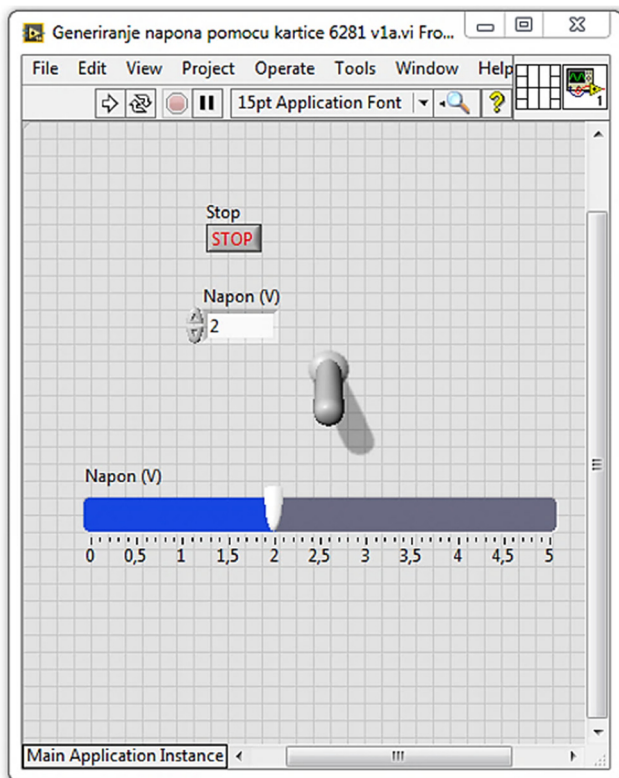 Generiranje napona pomocu kartice 6281 v1a.vi Fro...
File Edit View Project Operate Tools Window Help
15pt Application Font
?
1
Stop
STOP
Napon (V)
2
Napon (V)
0 0,5 1 1,5 2 2,5 3 3,5 4 4,5 5
Main Application Instance